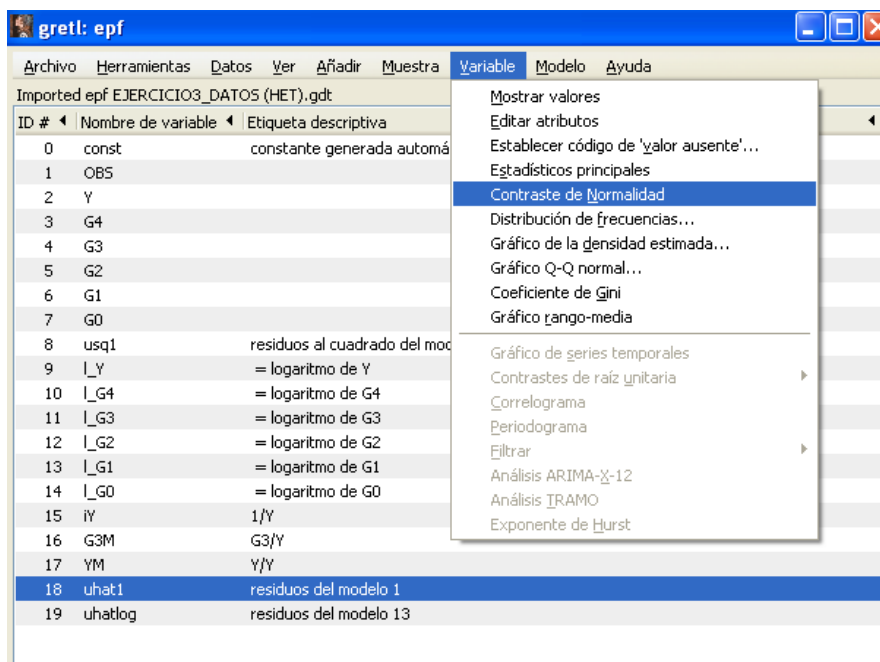 gretl: epf
Archivo Herramientas Datos Ver Añadir Muestra Variable Modelo Ayuda
Imported epf EJERCICIO3_DATOS (HET).gdt
ID # Nombre de variable Etiqueta descriptiva
0 const constante generada automá
1 OBS
2 Y
3 G4
4 G3
5 G2
6 G1
7 G0
8 usq1 residuos al cuadrado del mod
9 l_Y = logaritmo de Y
10 l_G4 = logaritmo de G4
11 l_G3 = logaritmo de G3
12 l_G2 = logaritmo de G2
13 l_G1 = logaritmo de G1
14 l_G0 = logaritmo de G0
15 iY 1/Y
16 G3M G3/Y
17 YM Y/Y
18 uhat1 residuos del modelo 1
19 uhatlog residuos del modelo 13
Mostrar valores
Editar atributos
Establecer código de 'valor ausente'...
Estadísticos principales
Contraste de Normalidad
Distribución de frecuencias...
Gráfico de la densidad estimada...
Gráfico Q-Q normal...
Coeficiente de Gini
Gráfico rango-media
Gráfico de series temporales
Contrastes de raíz unitaria
Correlograma
Periodograma
Filtrar
Análisis ARIMA-X-12
Análisis TRAMO
Exponente de Hurst